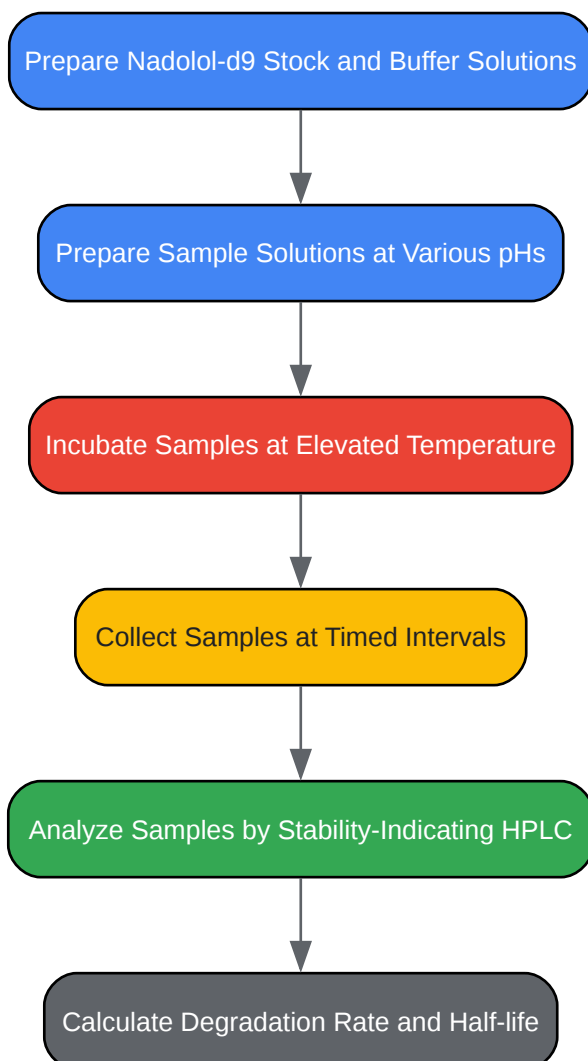 Prepare Nadolol-d9 Stock and Buffer Solutions
Prepare Sample Solutions at Various pHs
Incubate Samples at Elevated Temperature
Collect Samples at Timed Intervals
Analyze Samples by Stability-Indicating HPLC
Calculate Degradation Rate and Half-life